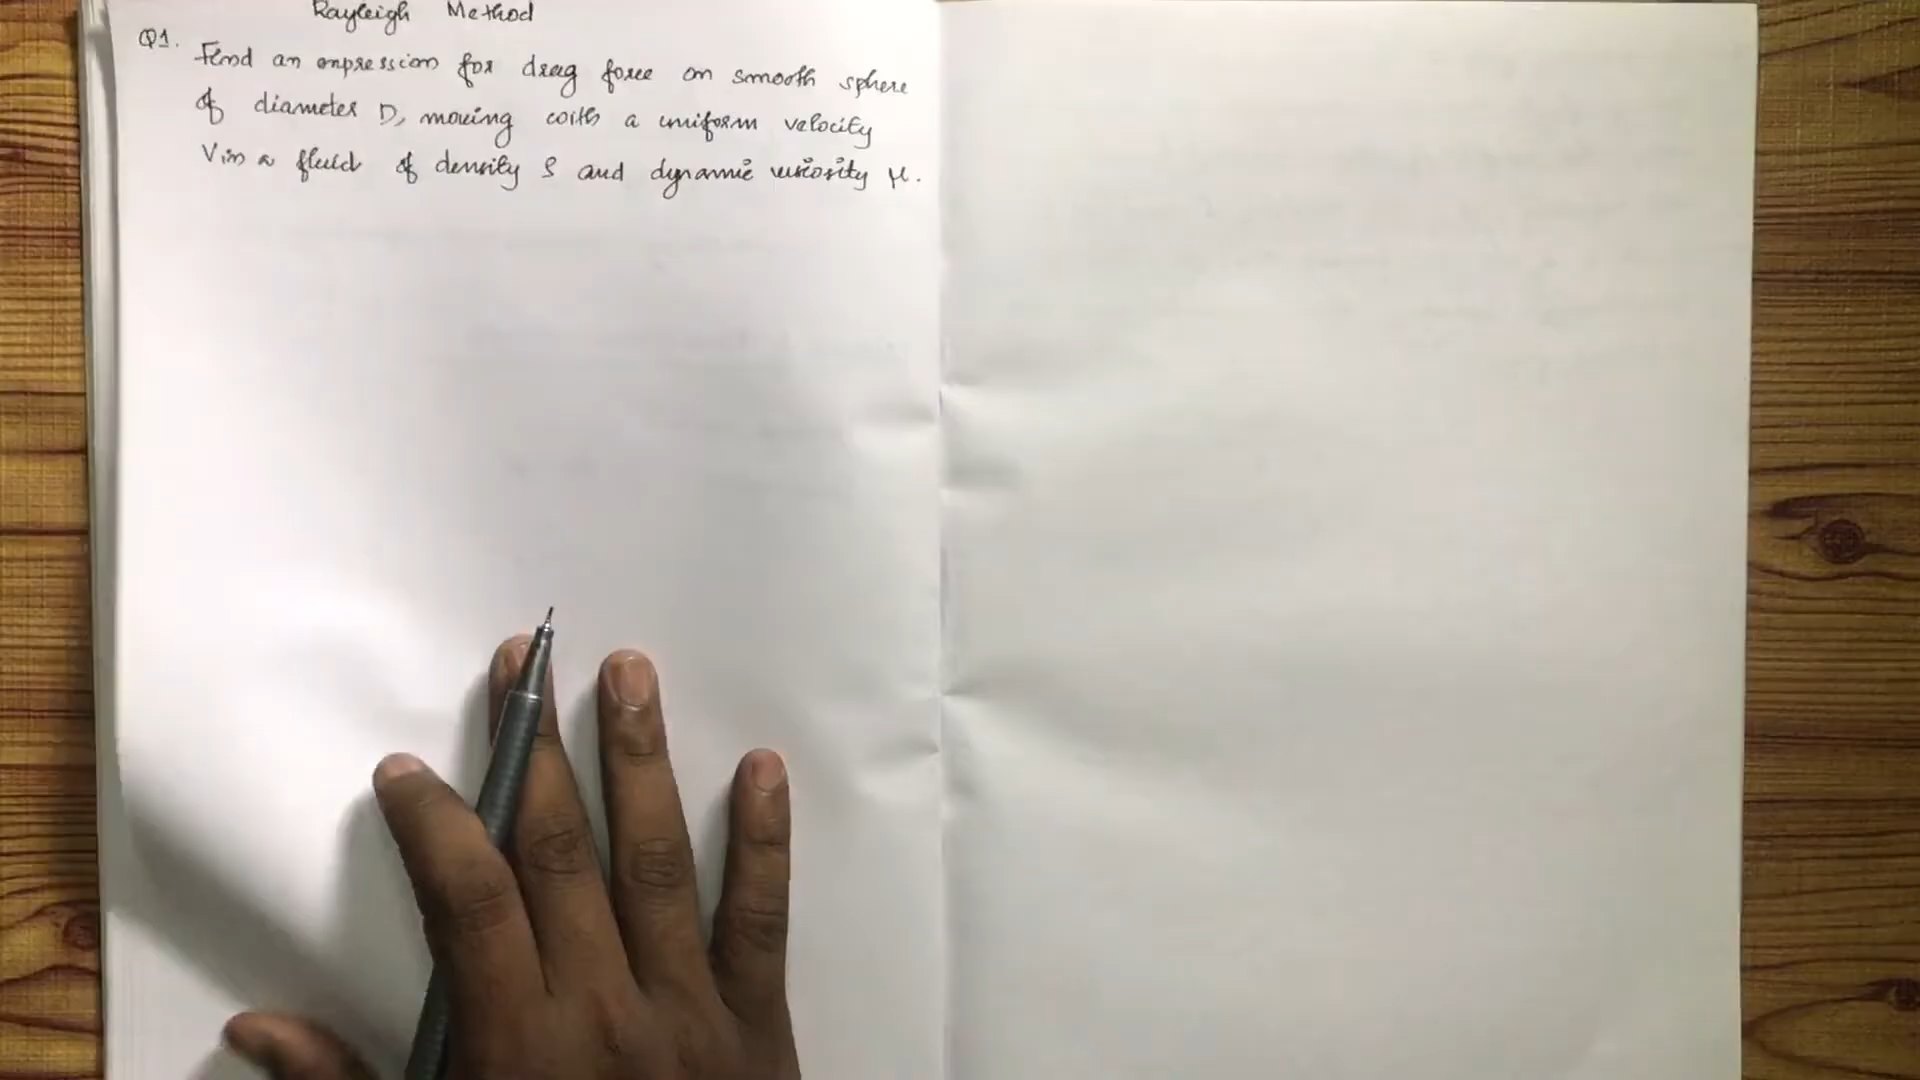 Rayleigh Method
Q1. Find an expression for drag force on smooth sphere
of diameter D, moving with a uniform velocity
V in a fluid of density ρ and dynamic viscosity μ.